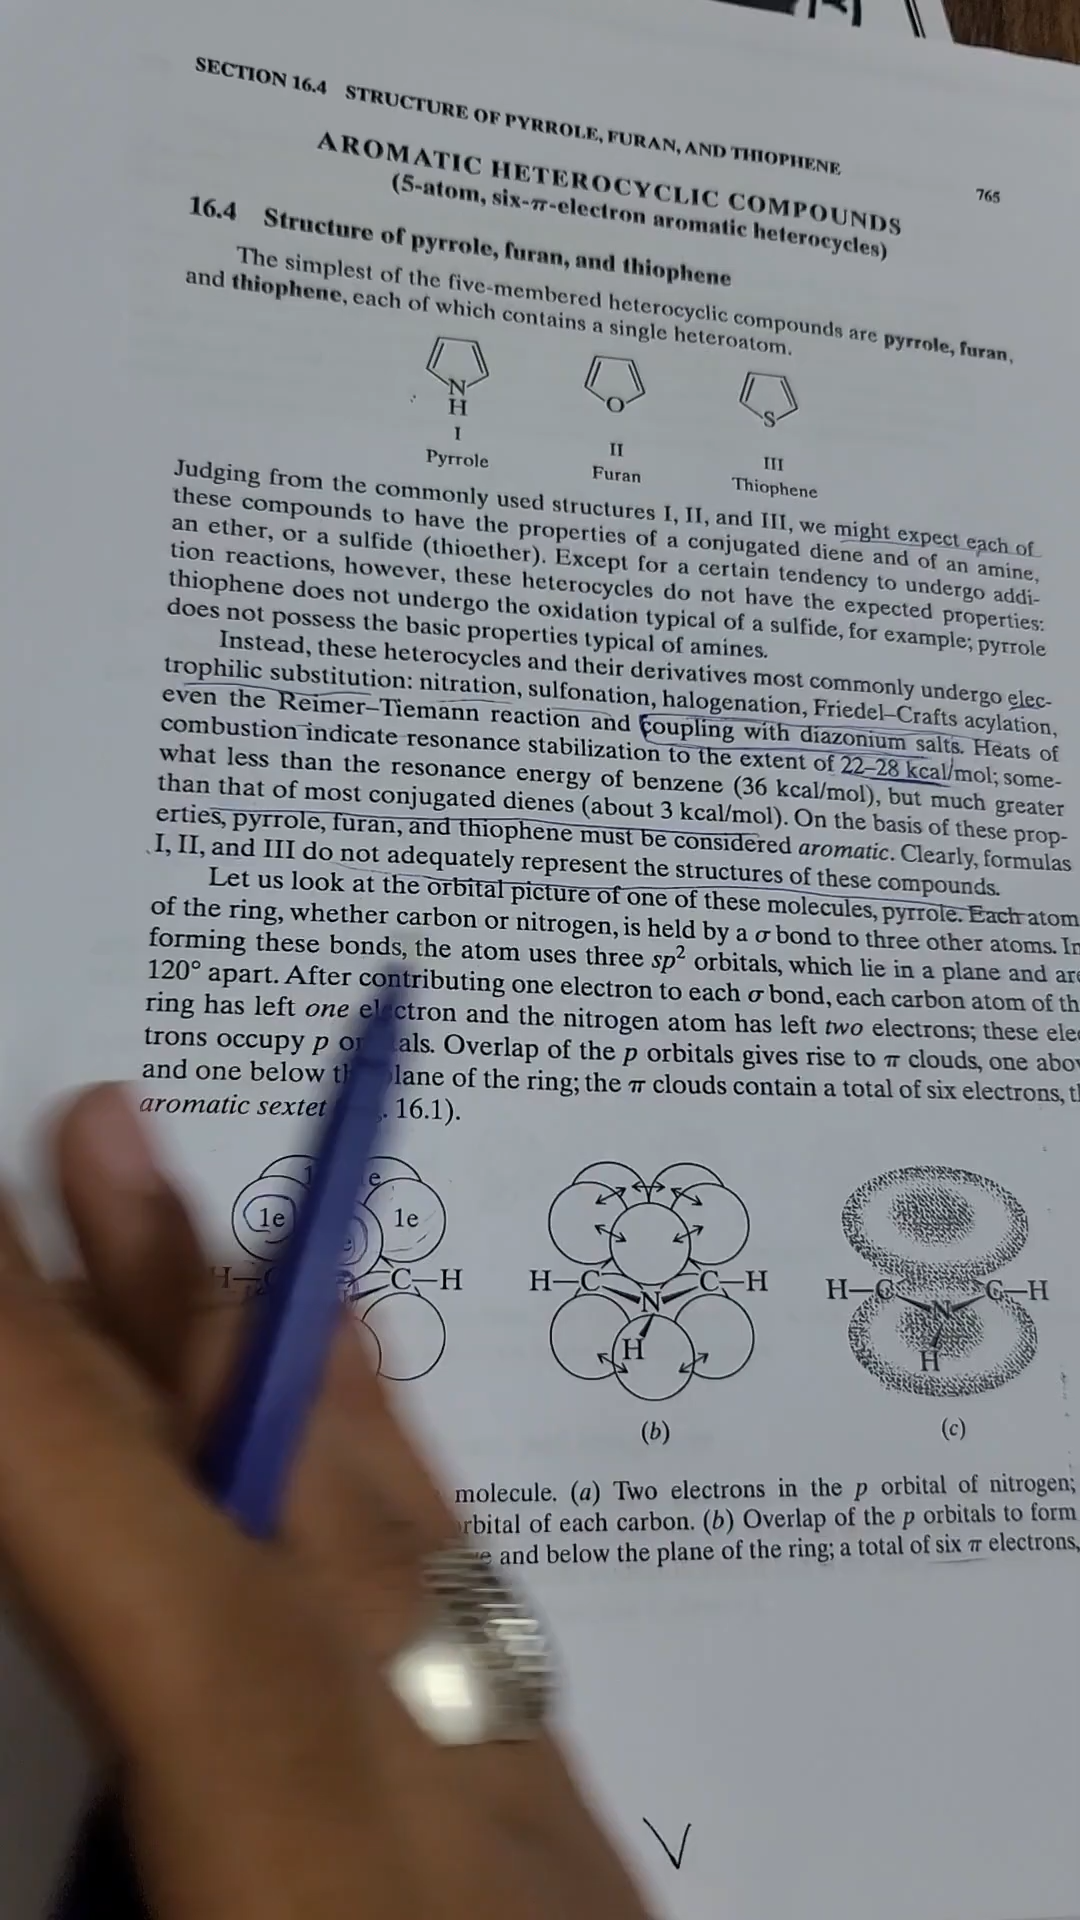 SECTION 16.4 STRUCTURE OF PYRROLE, FURAN, AND THIOPHENE
765
AROMATIC HETEROCYCLIC COMPOUNDS
(5-atom, six-π-electron aromatic heterocycles)
16.4 Structure of pyrrole, furan, and thiophene
The simplest of the five-membered heterocyclic compounds are pyrrole, furan,
and thiophene, each of which contains a single heteroatom.
N
H
I
Pyrrole
O
II
Furan
S
III
Thiophene
Judging from the commonly used structures I, II, and III, we might expect each of
these compounds to have the properties of a conjugated diene and of an amine,
an ether, or a sulfide (thioether). Except for a certain tendency to undergo addi-
tion reactions, however, these heterocycles do not have the expected properties:
thiophene does not undergo the oxidation typical of a sulfide, for example; pyrrole
does not possess the basic properties typical of amines.
Instead, these heterocycles and their derivatives most commonly undergo elec-
trophilic substitution: nitration, sulfonation, halogenation, Friedel–Crafts acylation,
even the Reimer–Tiemann reaction and coupling with diazonium salts. Heats of
combustion indicate resonance stabilization to the extent of 22–28 kcal/mol; some-
what less than the resonance energy of benzene (36 kcal/mol), but much greater
than that of most conjugated dienes (about 3 kcal/mol). On the basis of these prop-
erties, pyrrole, furan, and thiophene must be considered aromatic. Clearly, formulas
I, II, and III do not adequately represent the structures of these compounds.
Let us look at the orbital picture of one of these molecules, pyrrole. Each atom
of the ring, whether carbon or nitrogen, is held by a σ bond to three other atoms. In
forming these bonds, the atom uses three sp² orbitals, which lie in a plane and are
120° apart. After contributing one electron to each σ bond, each carbon atom of th
ring has left one electron and the nitrogen atom has left two electrons; these elec
trons occupy p or als. Overlap of the p orbitals gives rise to π clouds, one abov
and one below th lane of the ring; the π clouds contain a total of six electrons, t
aromatic sextet . 16.1).
1 e
1e 1e
H–C C–H
H–C C–H
N
H
H–C C–H
N
H
(b)
(c)
molecule. (a) Two electrons in the p orbital of nitrogen;
rbital of each carbon. (b) Overlap of the p orbitals to form
e and below the plane of the ring; a total of six π electrons,
V